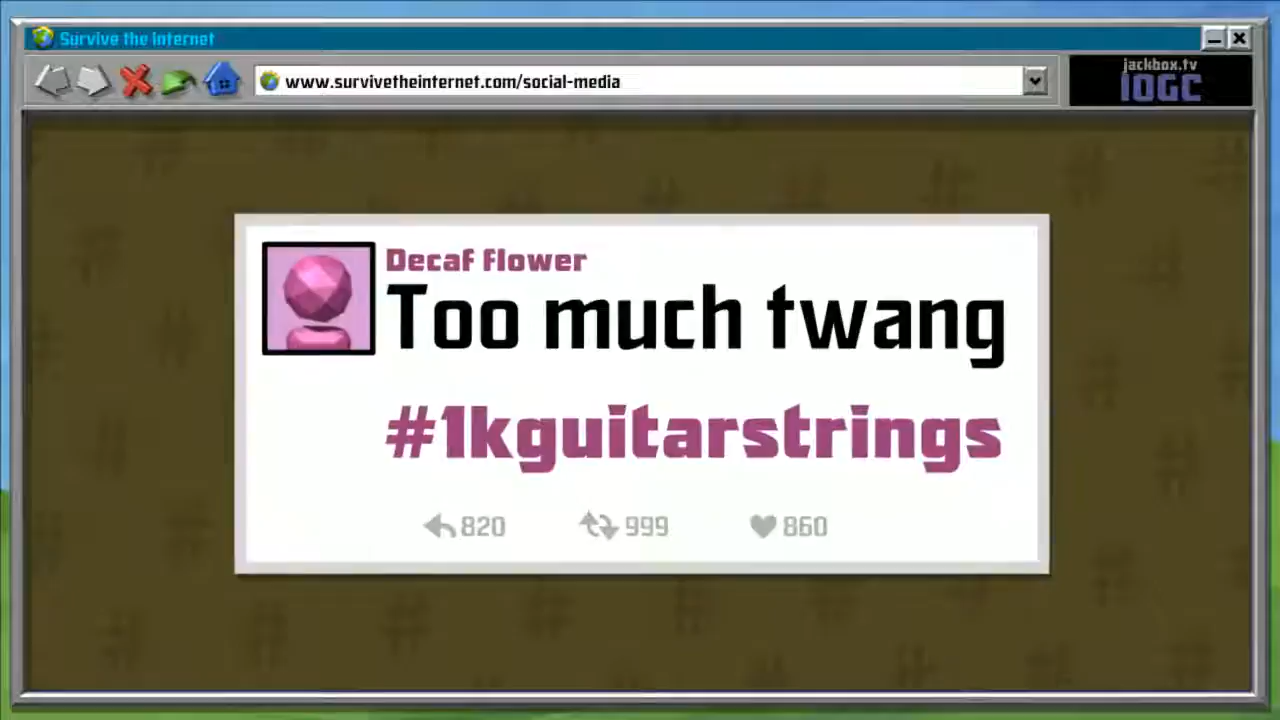 Survive the Internet
www.survivetheinternet.com/social-media
jackbox.tv
IOGC
Decaf flower
Too much twang
#1kguitarstrings
820 999 860